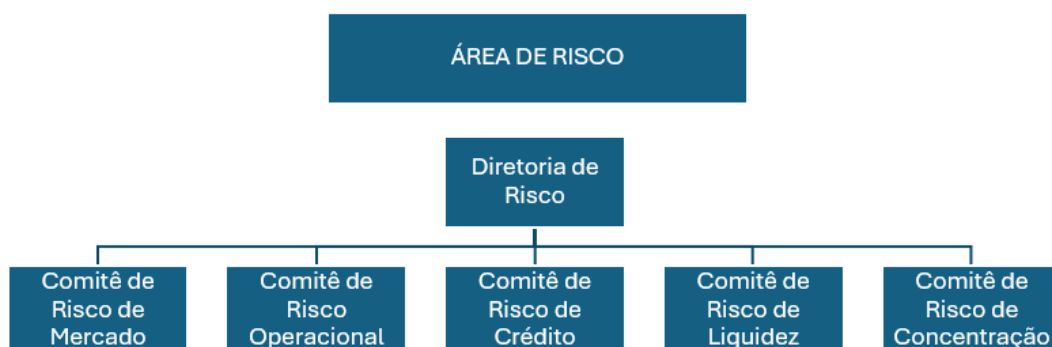 ÁREA DE RISCO
Diretoria de
Risco
Comitê de
Risco de
Mercado
Comitê de
Risco
Operacional
Comitê de
Risco de
Crédito
Comitê de
Risco de
Liquidez
Comitê de
Risco de
Concentração